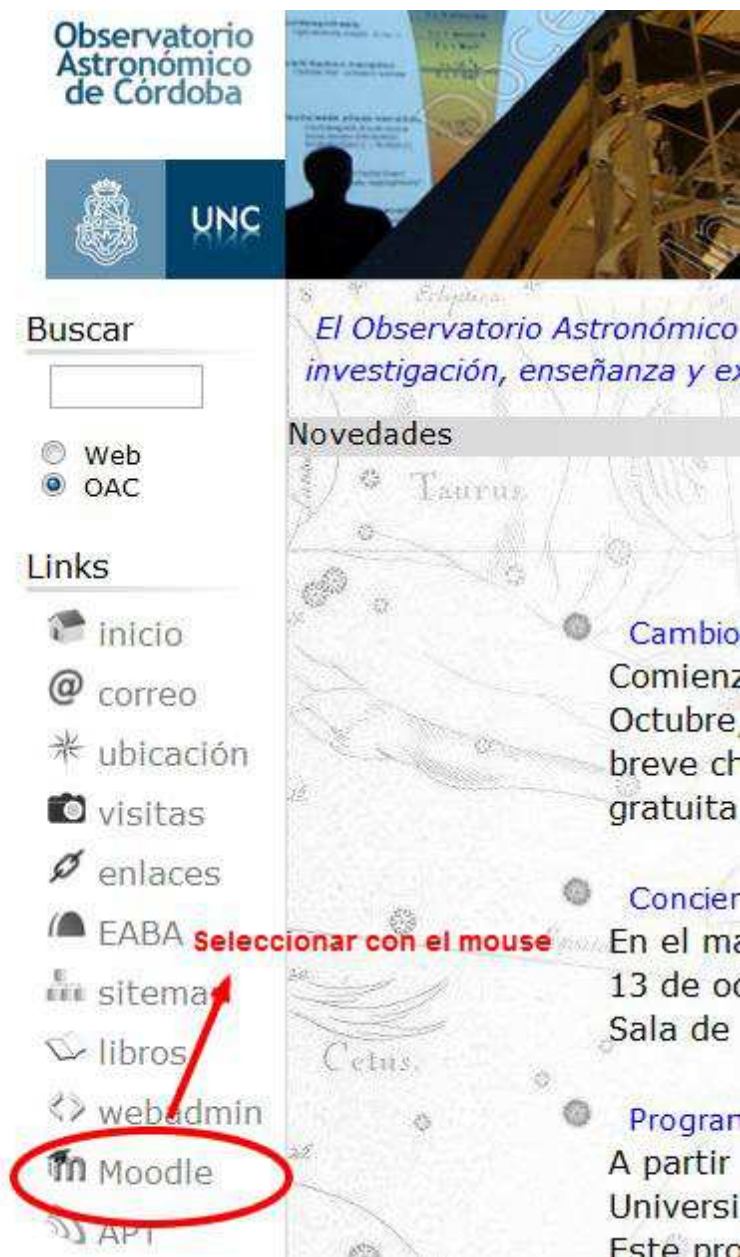 Observatorio
Astronómico
de Córdoba
UNC
Buscar
Web
OAC
Links
inicio
correo
ubicación
visitas
enlaces
EABA
sitemap
libros
webadmin
Moodle
APT
Seleccionar con el mouse
El Observatorio Astronómico
investigación, enseñanza y ex
Novedades
Taurus
Cambio
Comienz
Octubre,
breve ch
gratuita
Concier
En el ma
13 de oc
Sala de
Cetus.
Program
A partir
Universi
Este pro